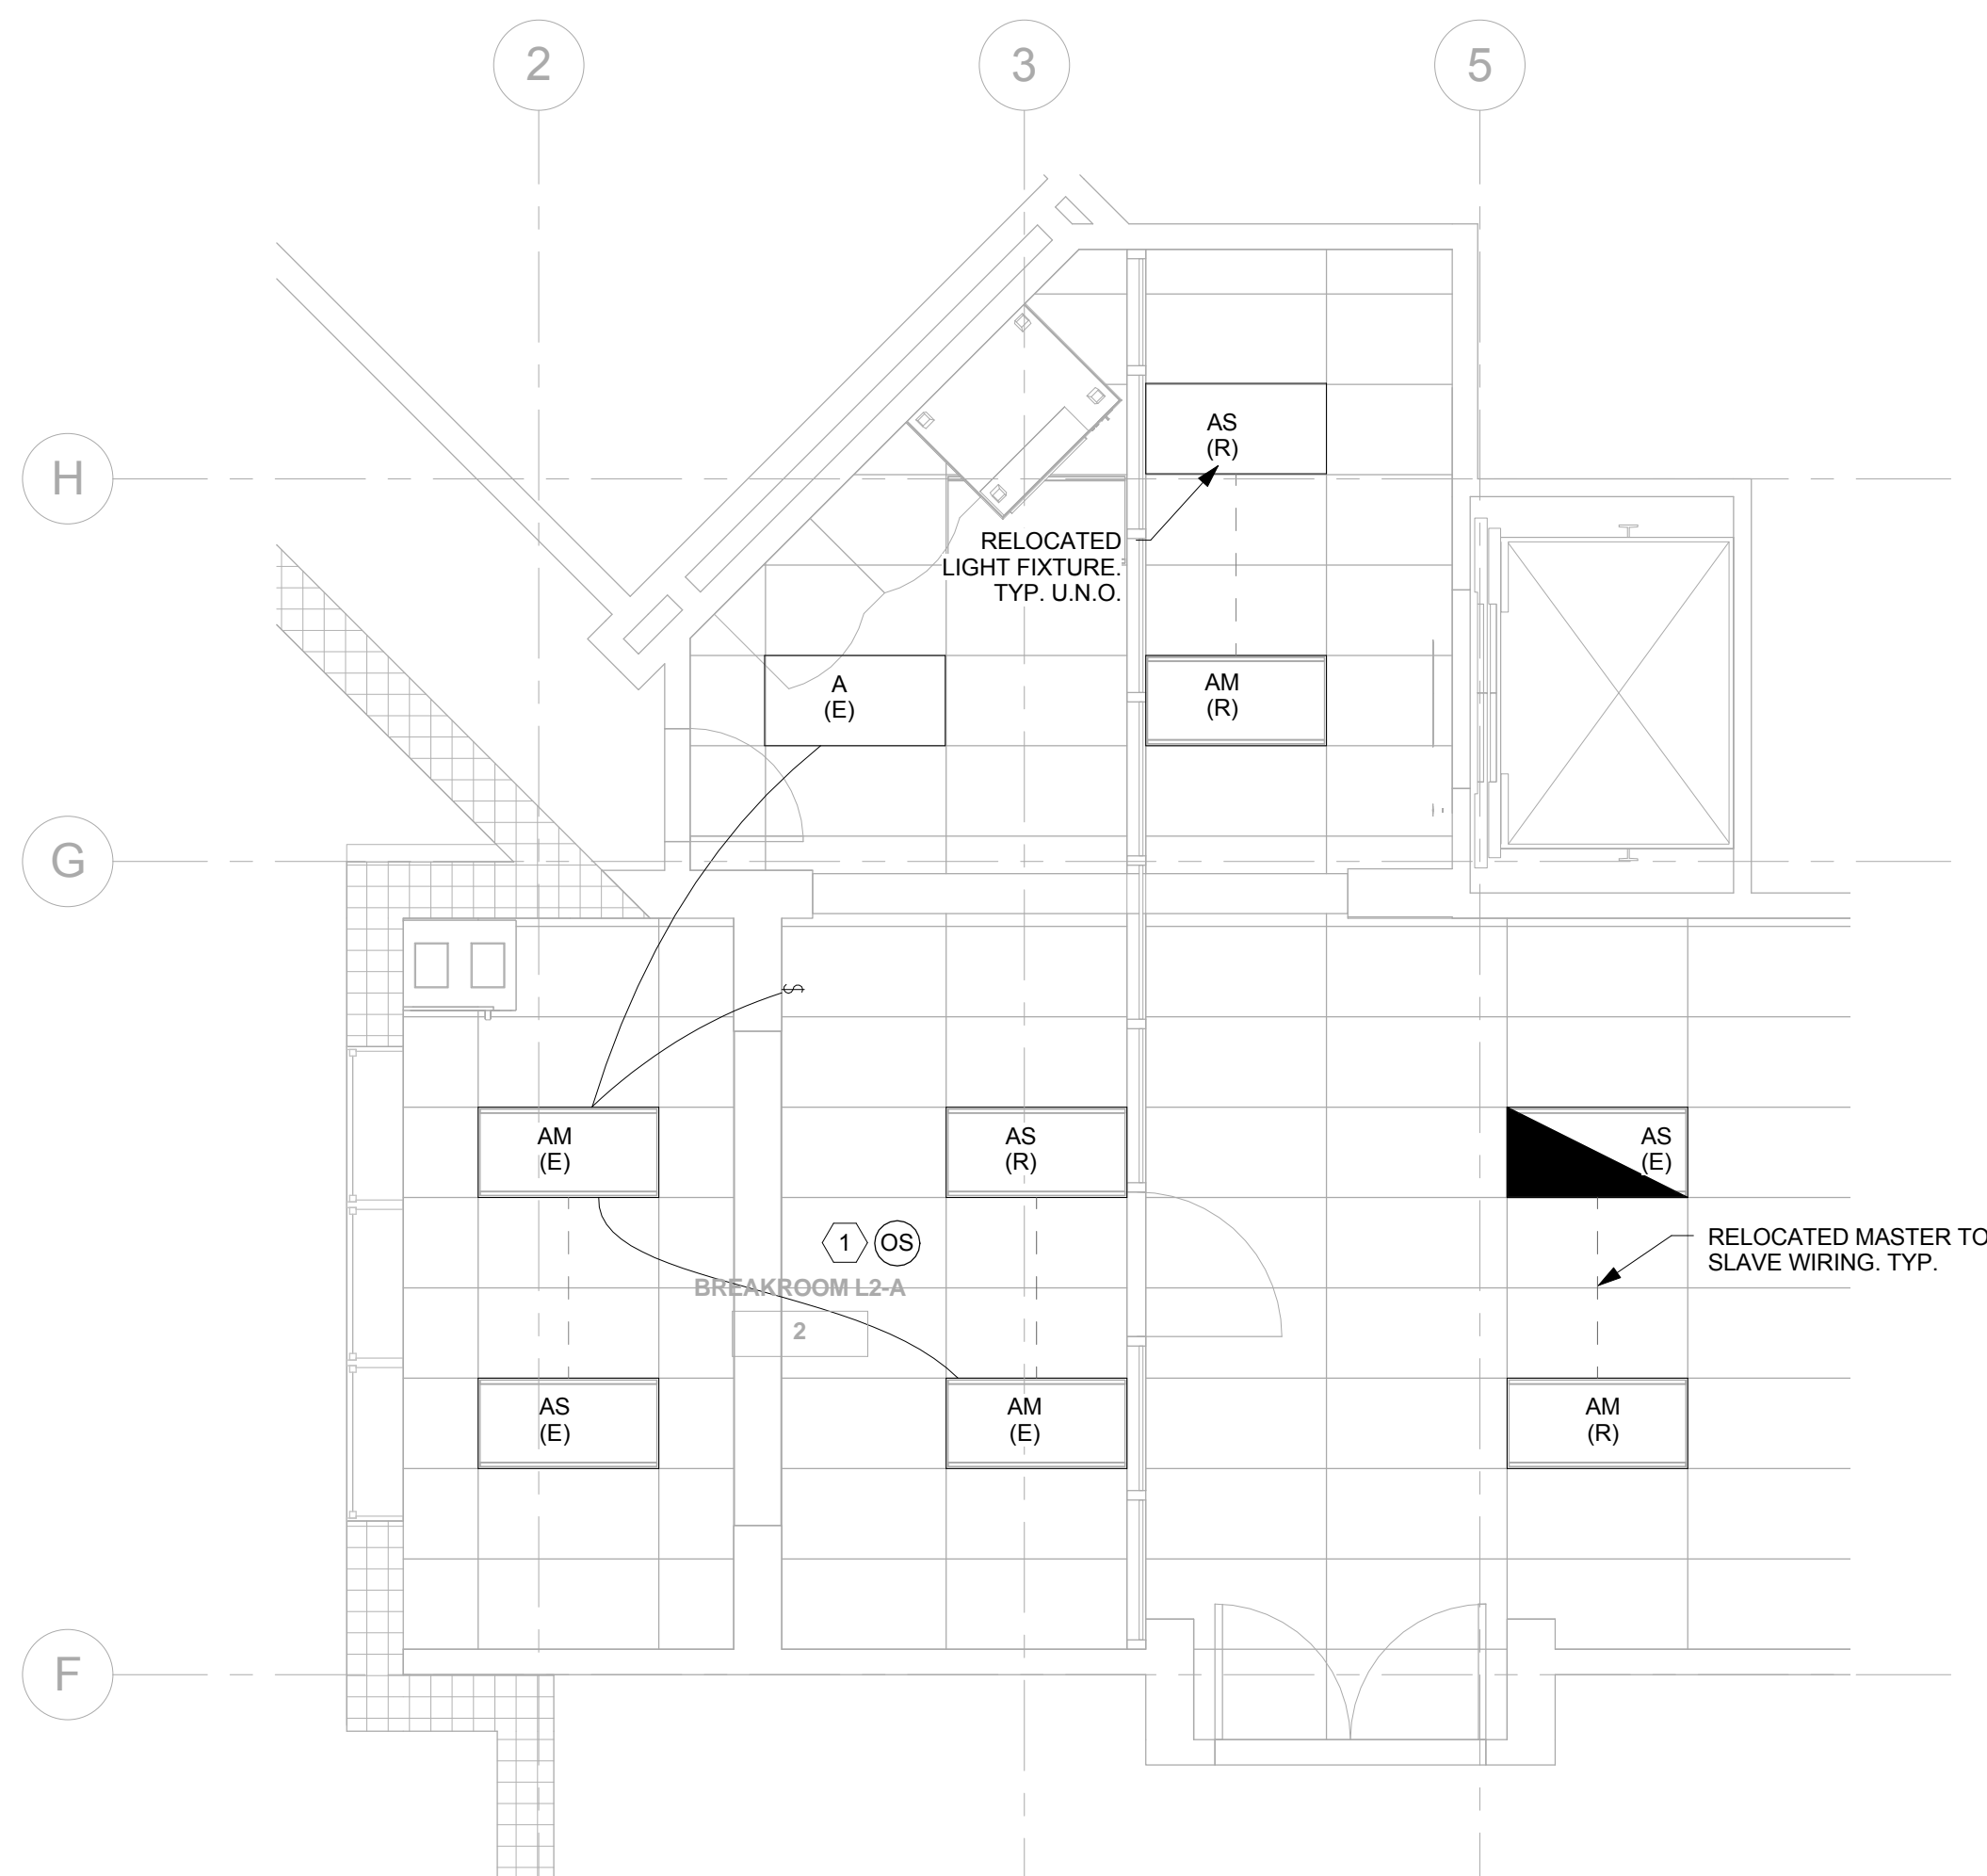 2
3
5
H
AS
(R)
RELOCATED
LIGHT FIXTURE.
TYP. U.N.O.
A
(E)
AM
(R)
G
$
AM
(E)
AS
(R)
AS
(E)
1
OS
RELOCATED MASTER TO
SLAVE WIRING. TYP.
BREAKROOM L2-A
2
AS
(E)
AM
(E)
AM
(R)
F